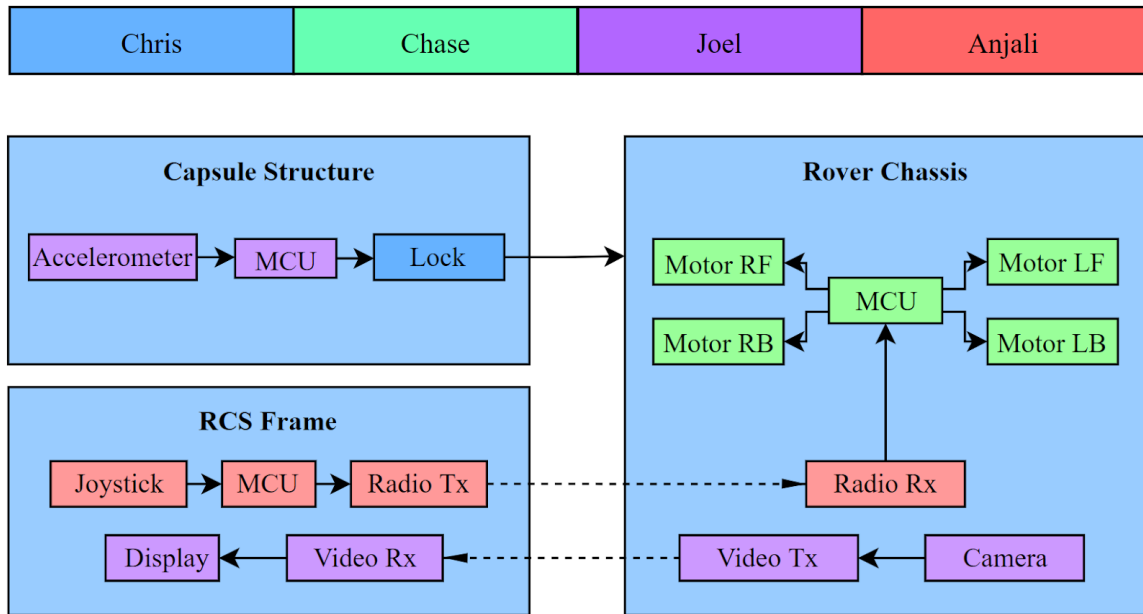 Chris
Chase
Joel
Anjali
Capsule Structure
Accelerometer
MCU
Lock
Rover Chassis
Motor RF
Motor LF
MCU
Motor RB
Motor LB
RCS Frame
Joystick
MCU
Radio Tx
Radio Rx
Display
Video Rx
Video Tx
Camera